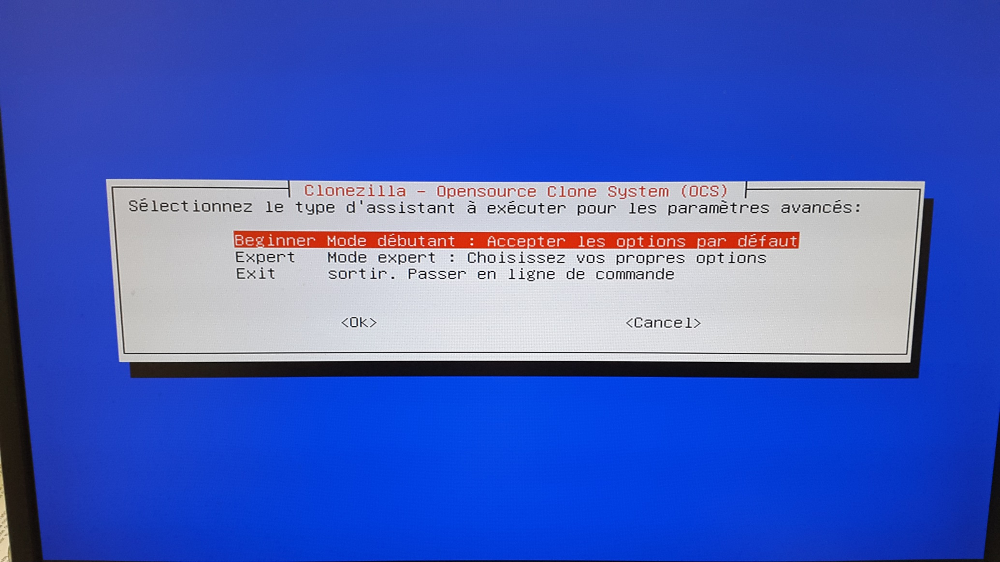 Clonezilla - Opensource Clone System (OCS)
Sélectionnez le type d'assistant à exécuter pour les paramètres avancés:
Beginner Mode débutant : Accepter les options par défaut
Expert Mode expert : Choisissez vos propres options
Exit sortir. Passer en ligne de commande
<Ok> <Cancel>